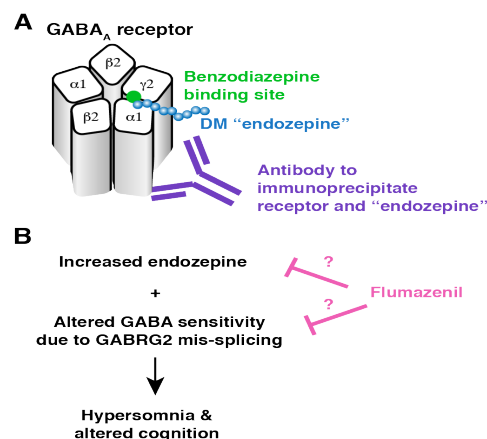 A
GABAA receptor
β2
α1
γ2
β2
α1
Benzodiazepine
binding site
DM “endozepine”
Antibody to
immunoprecipitate
receptor and “endozepine”
B
Increased endozepine
?
+
Flumazenil
?
Altered GABA sensitivity
due to GABRG2 mis-splicing
Hypersomnia &
altered cognition